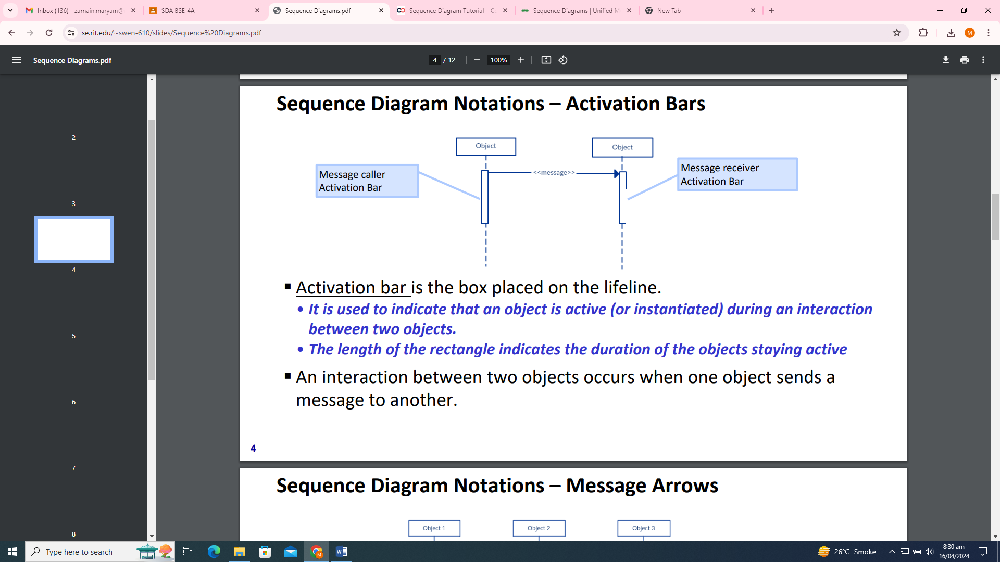 Inbox (136) - zarnain.maryam@
SDA BSE-4A
Sequence Diagrams.pdf
Sequence Diagram Tutorial – C
Sequence Diagrams | Unified M
New Tab
se.rit.edu/~swen-610/slides/Sequence%20Diagrams.pdf
M
Sequence Diagrams.pdf
4 / 12
100%
2
3
4
5
6
7
8
Sequence Diagram Notations – Activation Bars
Object
Object
Message caller
Activation Bar
<<message>>
Message receiver
Activation Bar
▪ Activation bar is the box placed on the lifeline.
• It is used to indicate that an object is active (or instantiated) during an interaction
between two objects.
• The length of the rectangle indicates the duration of the objects staying active
▪ An interaction between two objects occurs when one object sends a
message to another.
4
Sequence Diagram Notations – Message Arrows
Object 1
Object 2
Object 3
Type here to search
26°C Smoke
8:30 am
16/04/2024